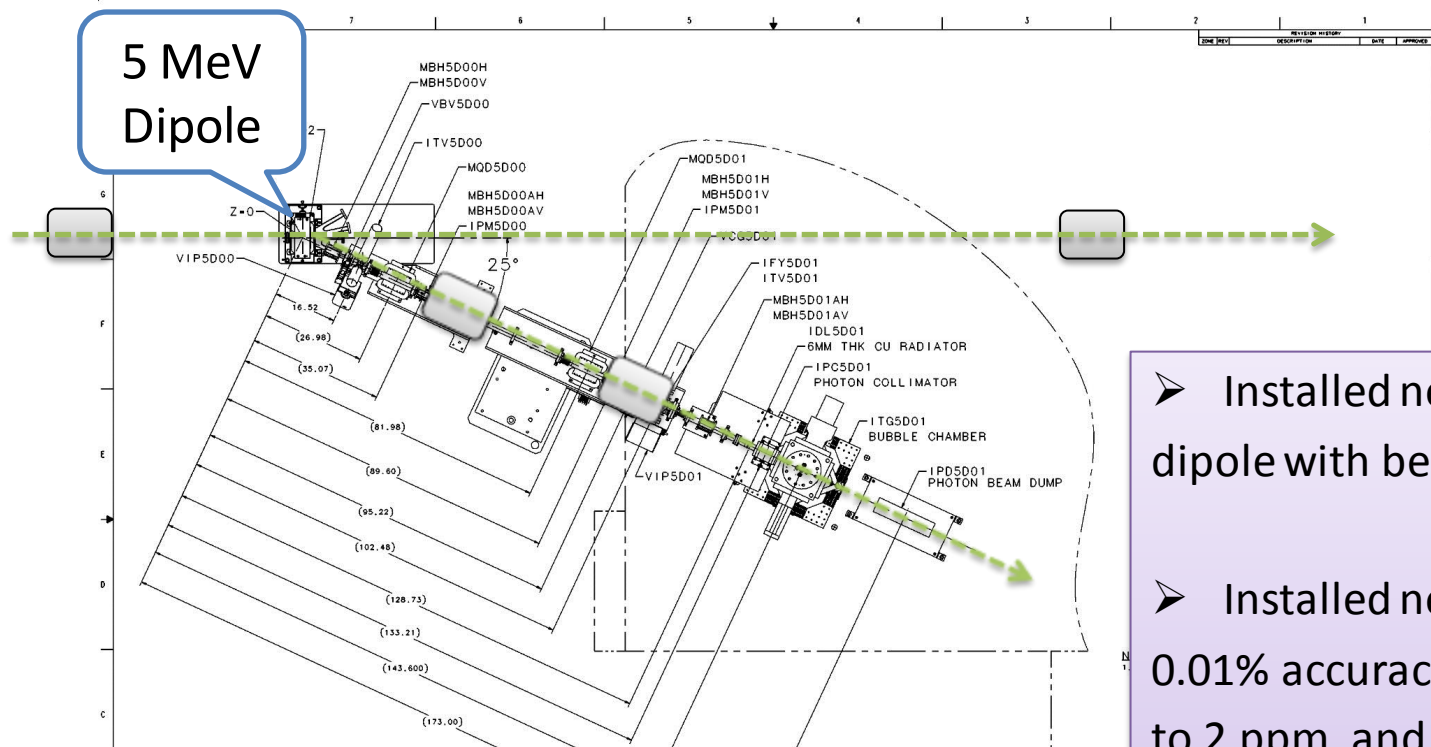 7
6
5
4
3
2
1
REVISION HISTORY
ZONE REV DESCRIPTION DATE APPROVED
5 MeV
Dipole
MBH5D00H
MBH5D00V
VBV5D00
2
ITV5D00
MQD5D00
MQD5D01
MBH5D01H
MBH5D01V
IPM5D01
G
MBH5D00AH
MBH5D00AV
IPM5D00
Z=0
VCG5D01
VIP5D00
25°
IFY5D01
ITV5D01
MBH5D01AH
MBH5D01AV
IDL5D01
6MM THK CU RADIATOR
IPC5D01
PHOTON COLLIMATOR
16.52
F
(26.98)
(35.07)
ITG5D01
BUBBLE CHAMBER
(81.98)
E
(89.60)
VIP5D01
IPD5D01
PHOTON BEAM DUMP
(95.22)
(102.48)
D
(128.73)
(133.21)
(143.600)
(173.00)
C
➢ Installed ne
dipole with be
➢ Installed ne
0.01% accurac
to 2 ppm, and